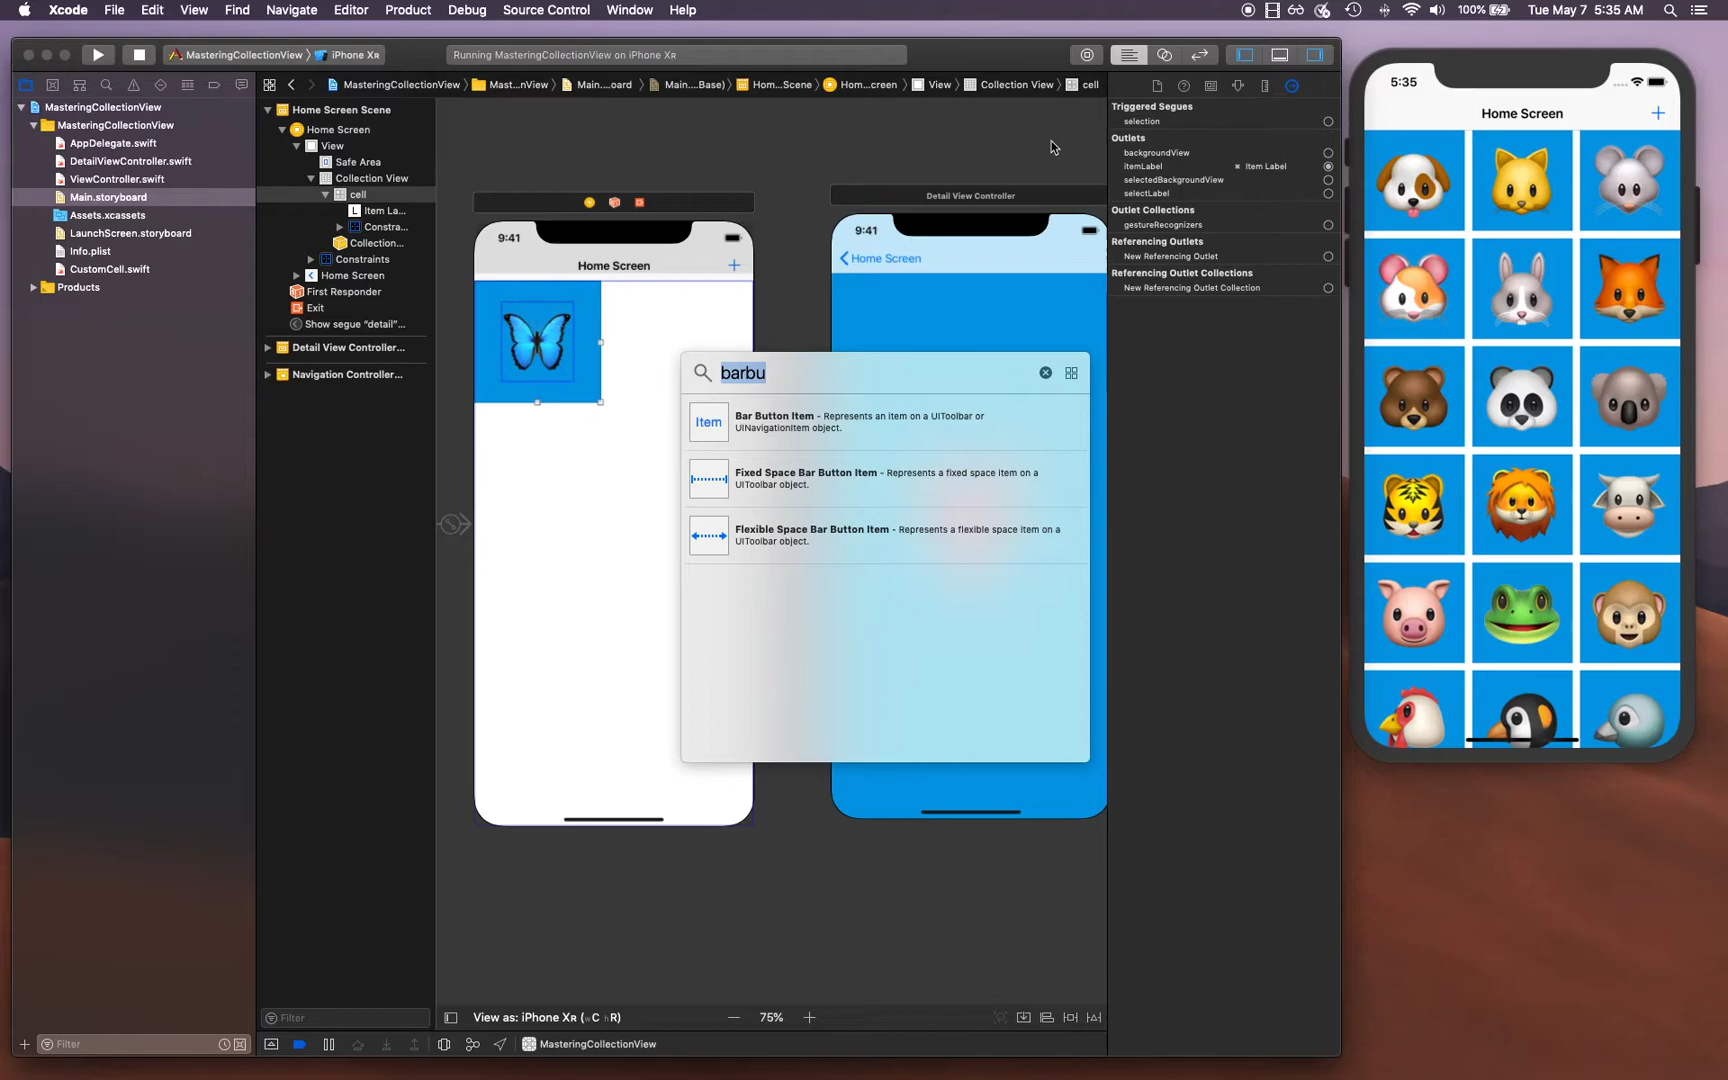 Xcode File Edit View Find Navigate Editor Product Debug Source Control Window Help 100% Tue May 7 5:35 AM
MasteringCollectionView iPhone Xʀ Running MasteringCollectionView on iPhone Xʀ
MasteringCollectionView Mast...nView Main....oard Main....Base) Hom...Scene Hom...creen View Collection View cell
MasteringCollectionView
MasteringCollectionView
AppDelegate.swift
DetailViewController.swift
ViewController.swift
Main.storyboard
Assets.xcassets
LaunchScreen.storyboard
Info.plist
CustomCell.swift
Products
Filter
Home Screen Scene
Home Screen
View
Safe Area
Collection View
cell
L Item La...
Constra...
Collection...
Constraints
Home Screen
First Responder
Exit
Show segue "detail"...
Detail View Controller...
Navigation Controller...
Filter
9:41
Home Screen
Detail View Controller
9:41
Home Screen
barbu
Item
Bar Button Item - Represents an item on a UIToolbar or
UINavigationItem object.
Fixed Space Bar Button Item - Represents a fixed space item on a
UIToolbar object.
Flexible Space Bar Button Item - Represents a flexible space item on a
UIToolbar object.
View as: iPhone Xʀ (wC hR) 75%
MasteringCollectionView
Triggered Segues
selection
Outlets
backgroundView
itemLabel Item Label
selectedBackgroundView
selectLabel
Outlet Collections
gestureRecognizers
Referencing Outlets
New Referencing Outlet
Referencing Outlet Collections
New Referencing Outlet Collection
5:35
Home Screen